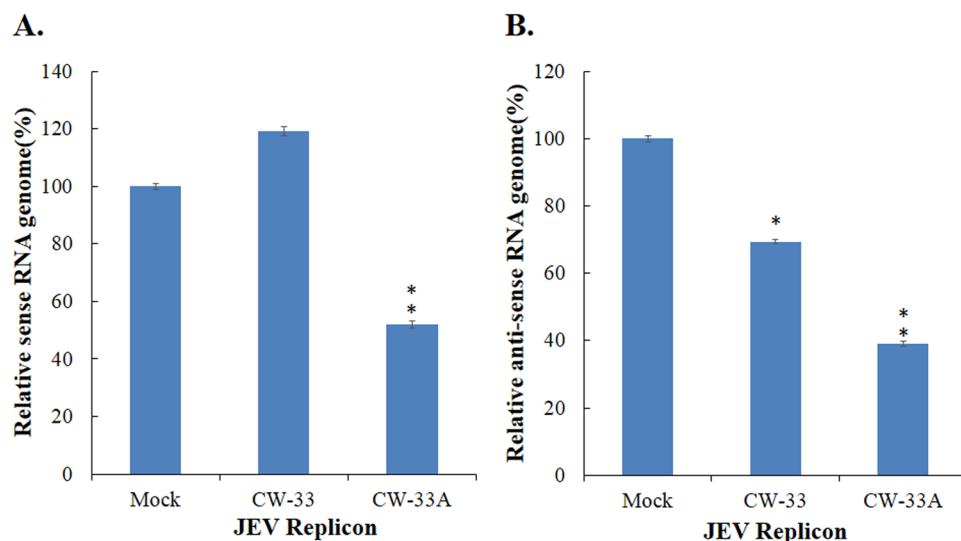 A.
Relative sense RNA genome(%)
140
120
100
80
60
40
20
0
*
*
Mock CW-33 CW-33A
JEV Replicon
B.
Relative anti-sense RNA genome(%)
120
100
80
60
40
20
0
*
*
*
Mock CW-33 CW-33A
JEV Replicon